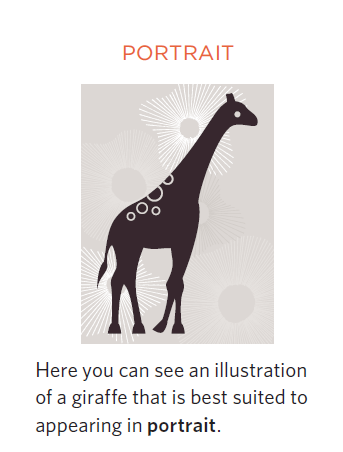 PORTRAIT
Here you can see an illustration
of a giraffe that is best suited to
appearing in portrait.